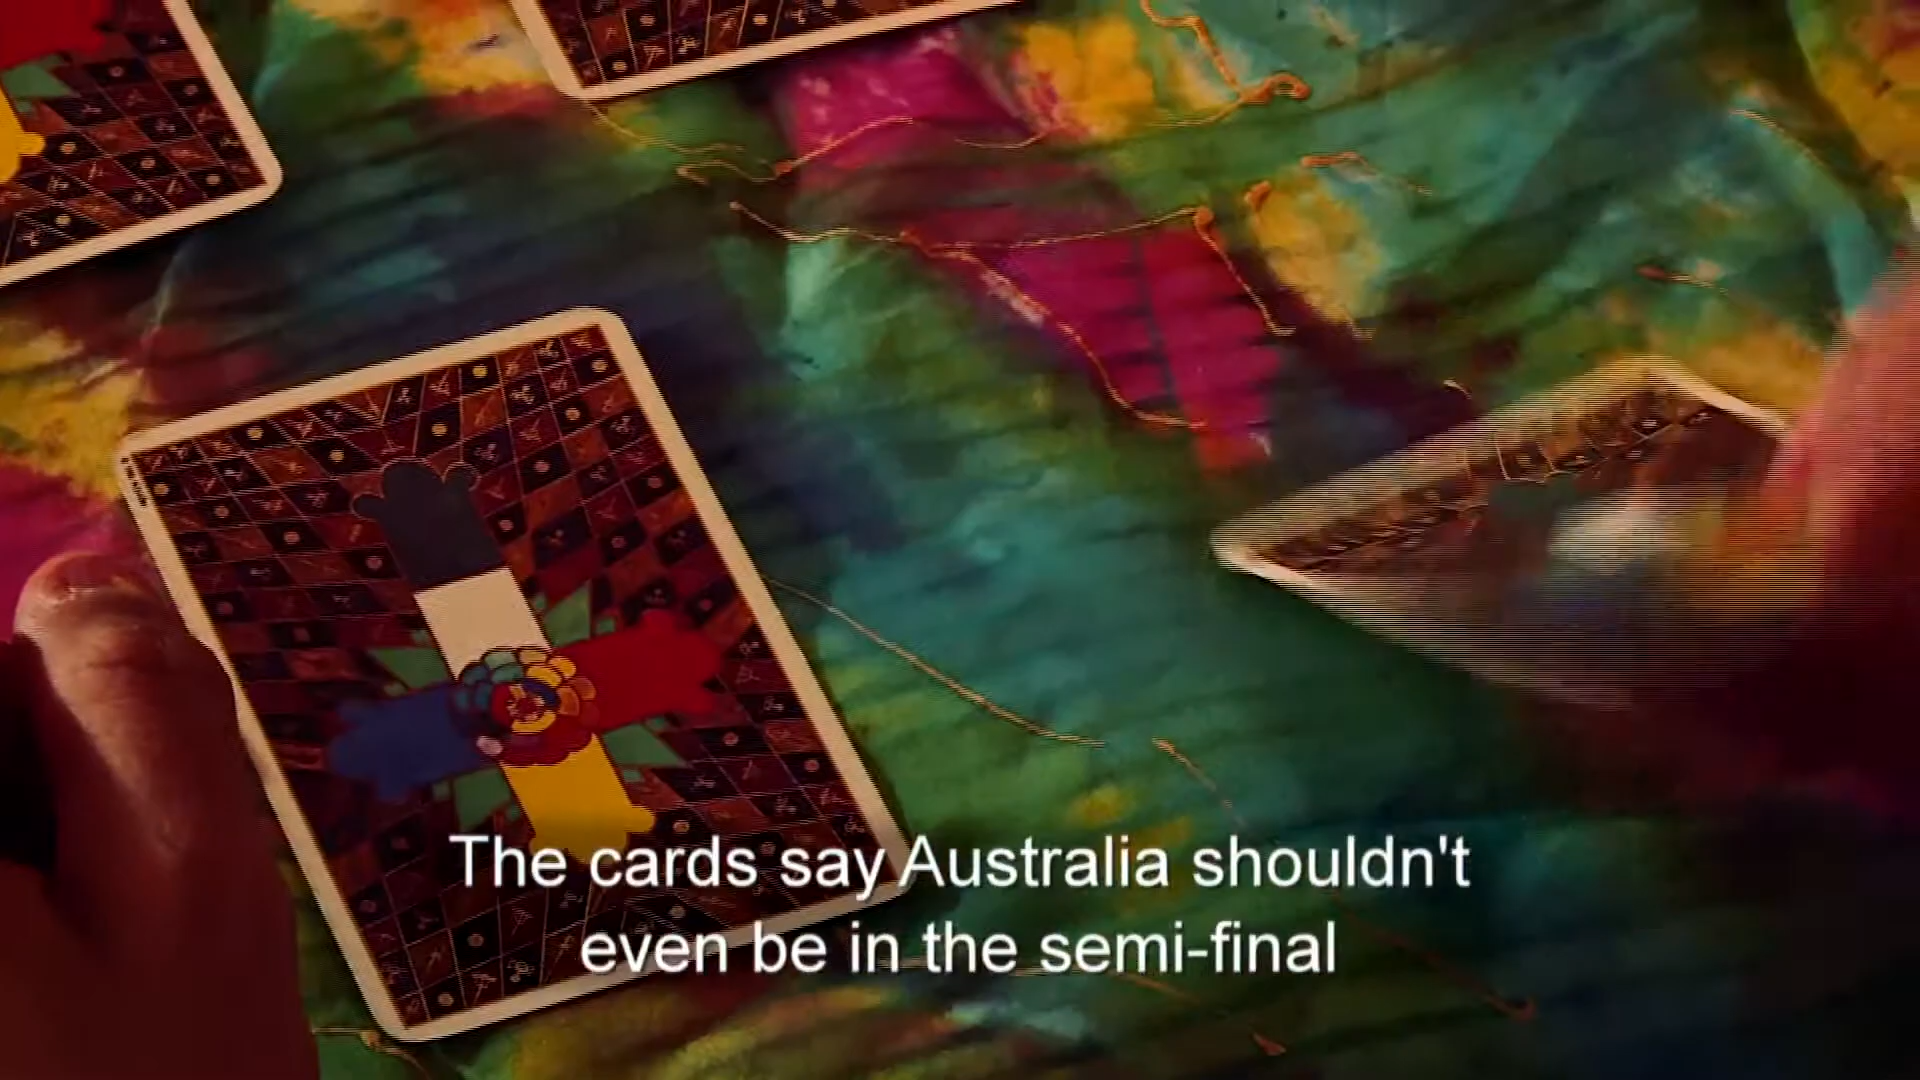 The cards say Australia shouldn't
even be in the semi-final